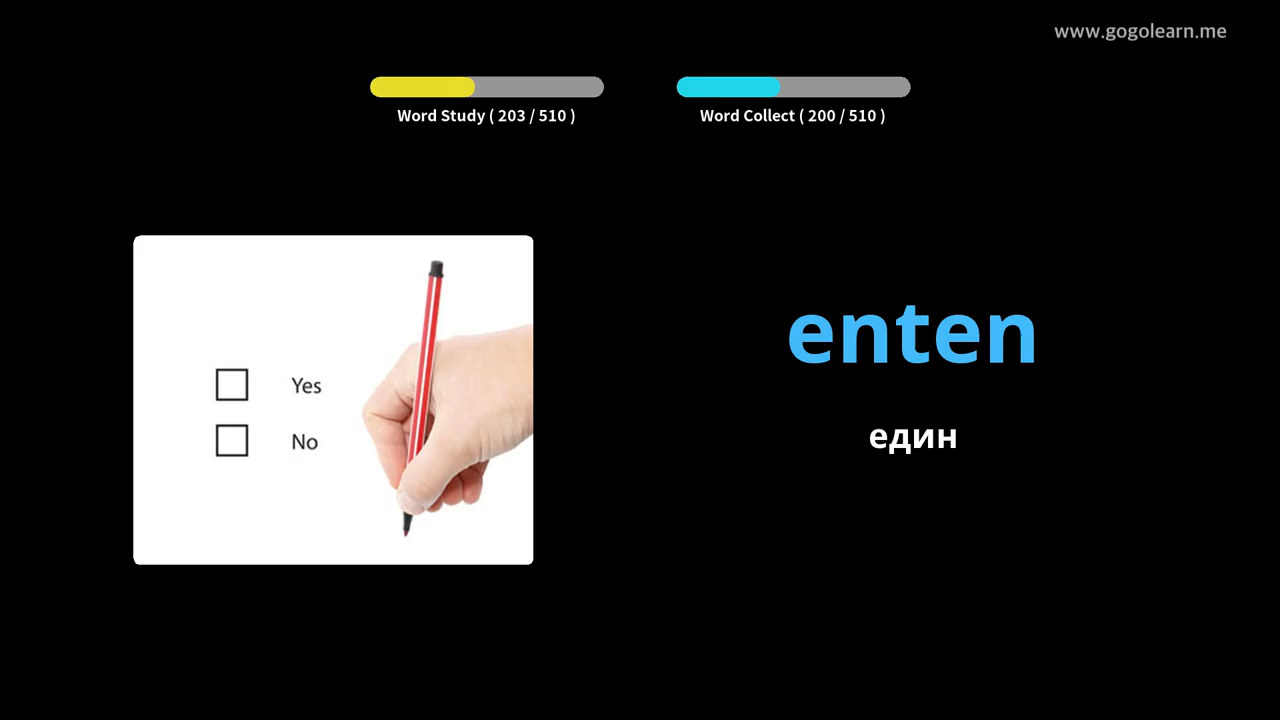 www.gogolearn.me
Word Study ( 203 / 510 )
Word Collect ( 200 / 510 )
Yes
No
enten
един